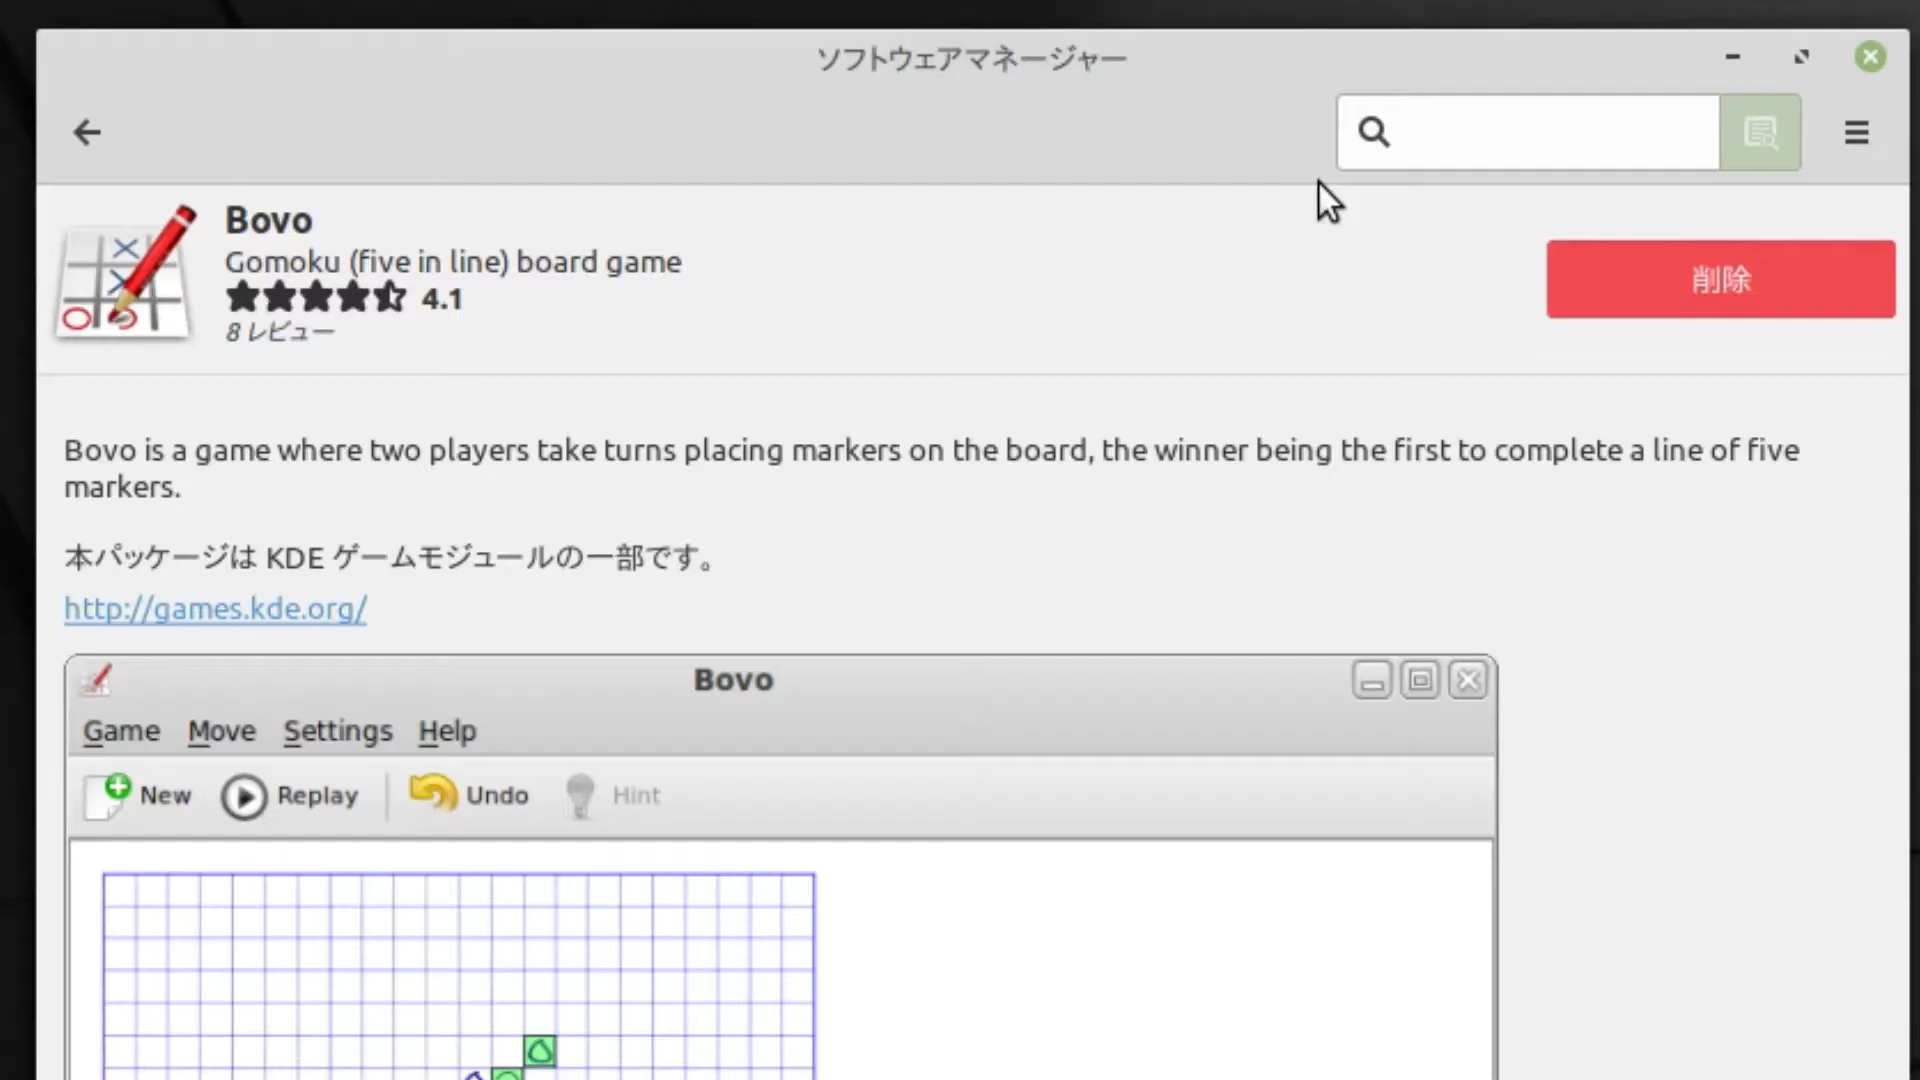 ソフトウェアマネージャー
Bovo
Gomoku (five in line) board game
4.1
8 レビュー
削除
Bovo is a game where two players take turns placing markers on the board, the winner being the first to complete a line of five
markers.
本パッケージは KDE ゲームモジュールの一部です。
http://games.kde.org/
Bovo
Game Move Settings Help
New Replay Undo Hint